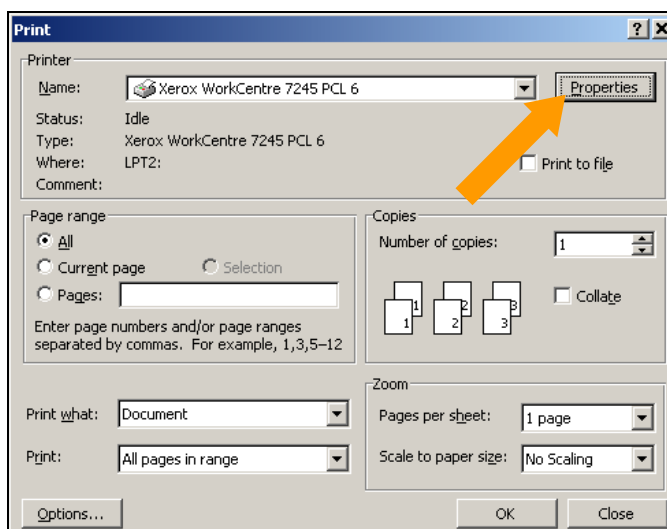 Print
Printer
Name: Xerox WorkCentre 7245 PCL 6 Properties
Status: Idle
Type: Xerox WorkCentre 7245 PCL 6
Where: LPT2: Print to file
Comment:
Page range
All
Current page Selection
Pages:
Enter page numbers and/or page ranges
separated by commas. For example, 1,3,5–12
Copies
Number of copies: 1
1 1 2 2 3 3
Collate
Print what: Document
Print: All pages in range
Zoom
Pages per sheet: 1 page
Scale to paper size: No Scaling
Options... OK Close